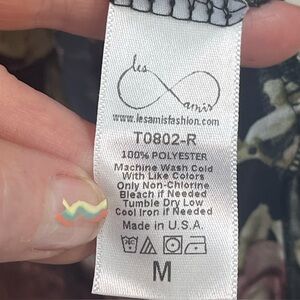 les
amis
www.lesamisfashion.com
T0802-R
100% POLYESTER
Machine Wash Cold
With Like Colors
Only Non-Chlorine
Bleach if Needed
Tumble Dry Low
Cool Iron if Needed
Made in U.S.A.
M